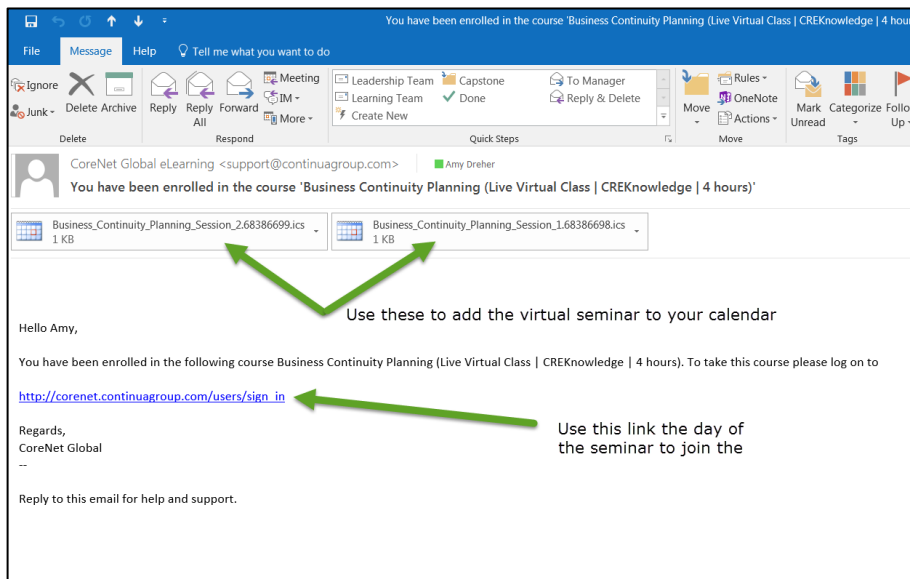 You have been enrolled in the course 'Business Continuity Planning (Live Virtual Class | CREKnowledge | 4 hour
File Message Help Tell me what you want to do
Ignore
Junk
Delete Archive
Reply Reply All Forward
Meeting
IM
More
Leadership Team Capstone To Manager
Learning Team Done Reply & Delete
Create New
Move
Rules
OneNote
Actions
Mark Unread Categorize Follo Up
Delete Respond Quick Steps Move Tags
CoreNet Global eLearning <support@continuagroup.com> Amy Dreher
You have been enrolled in the course 'Business Continuity Planning (Live Virtual Class | CREKnowledge | 4 hours)'
Business_Continuity_Planning_Session_2.68386699.ics Business_Continuity_Planning_Session_1.68386698.ics
1 KB 1 KB
Use these to add the virtual seminar to your calendar
Hello Amy,
You have been enrolled in the following course Business Continuity Planning (Live Virtual Class | CREKnowledge | 4 hours). To take this course please log on to
http://corenet.continuagroup.com/users/sign_in
Use this link the day of
the seminar to join the
Regards,
CoreNet Global
--
Reply to this email for help and support.